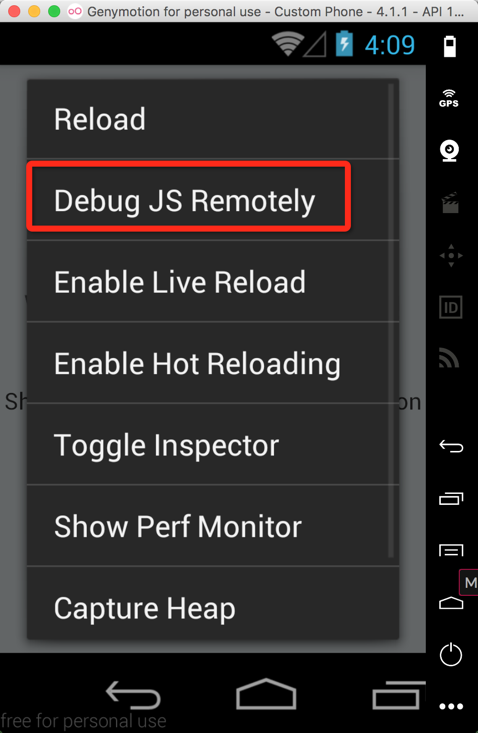 Genymotion for personal use - Custom Phone - 4.1.1 - API 1...
4:09
GPS
Reload
Debug JS Remotely
Enable Live Reload
Enable Hot Reloading
ID
Toggle Inspector
Show Perf Monitor
Capture Heap
M
free for personal use